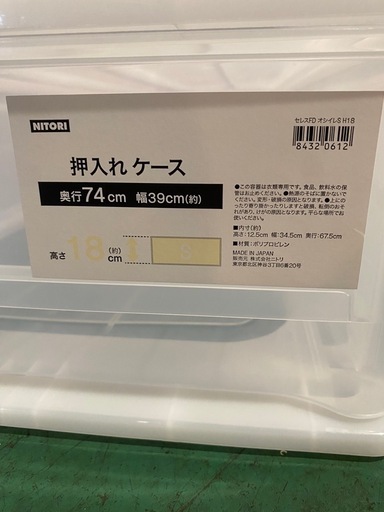 NITORI
セレスFD オシイレS H18
84320612
押入れ ケース
奥行74cm 幅39cm(約)
高さ18(約)cm
18
●この容器は衣類専用です。食品、飲料水の保
管はお止めください。●熱源のそばに置かないでく
ださい。変形・破損の原因となります。●上にの
ったり寄り掛かったりしますと破損、転倒のおそ
れがあり、けがの原因となります。平らな場所でお
使いください。
■内寸(約)
高さ:12.5cm 幅:34.5cm 奥行:67.5cm
■材質:ポリプロピレン
MADE IN JAPAN
販売元 株式会社ニトリ
東京都北区神谷3丁目6番20号